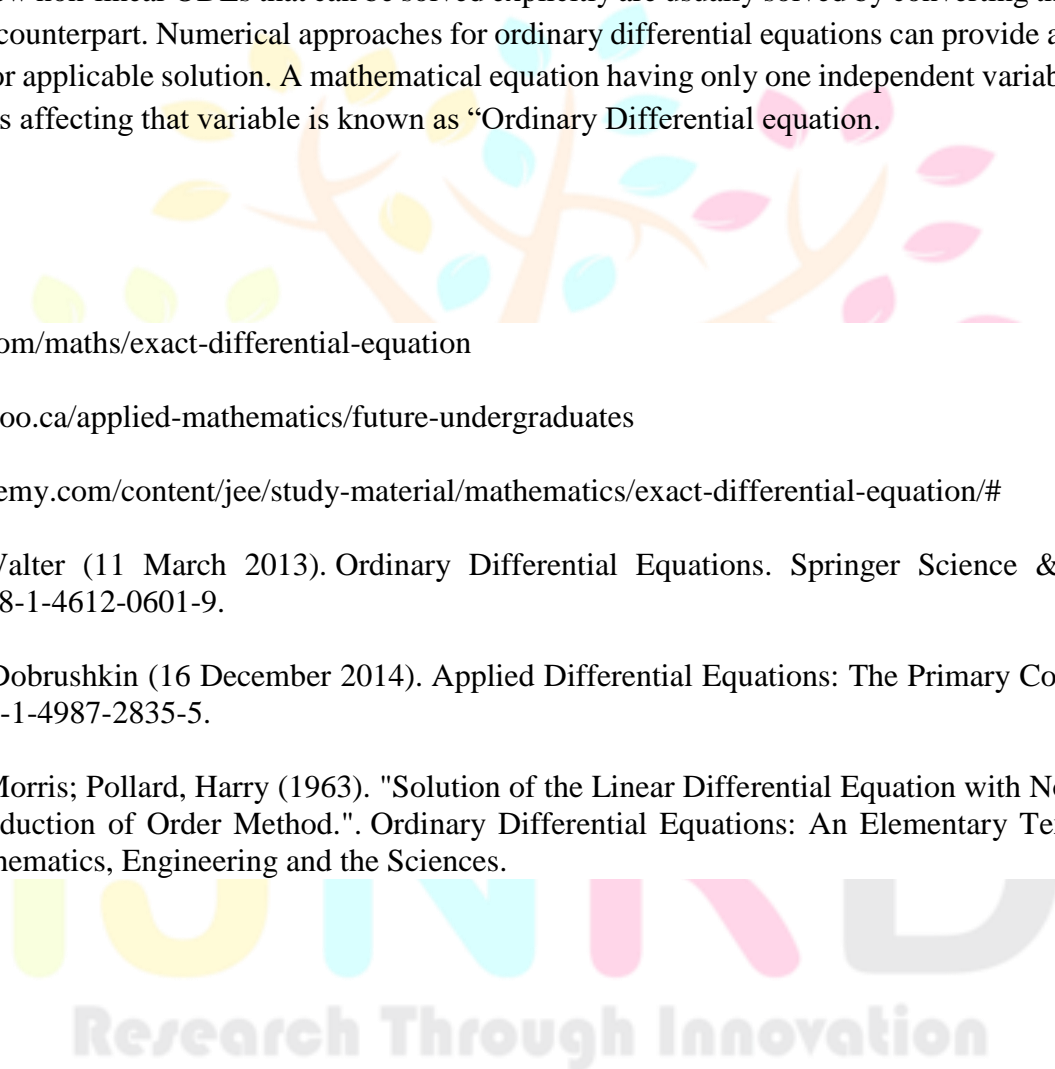 counterpart. Numerical approaches for ordinary differential equations can provide a
or applicable solution. A mathematical equation having only one independent variab
s affecting that variable is known as “Ordinary Differential equation.
om/maths/exact-differential-equation
oo.ca/applied-mathematics/future-undergraduates
emy.com/content/jee/study-material/mathematics/exact-differential-equation/#
Valter (11 March 2013). Ordinary Differential Equations. Springer Science &
8-1-4612-0601-9.
Dobrushkin (16 December 2014). Applied Differential Equations: The Primary Co
-1-4987-2835-5.
Morris; Pollard, Harry (1963). "Solution of the Linear Differential Equation with N
duction of Order Method.". Ordinary Differential Equations: An Elementary Te
hematics, Engineering and the Sciences.
Research Through Innovation